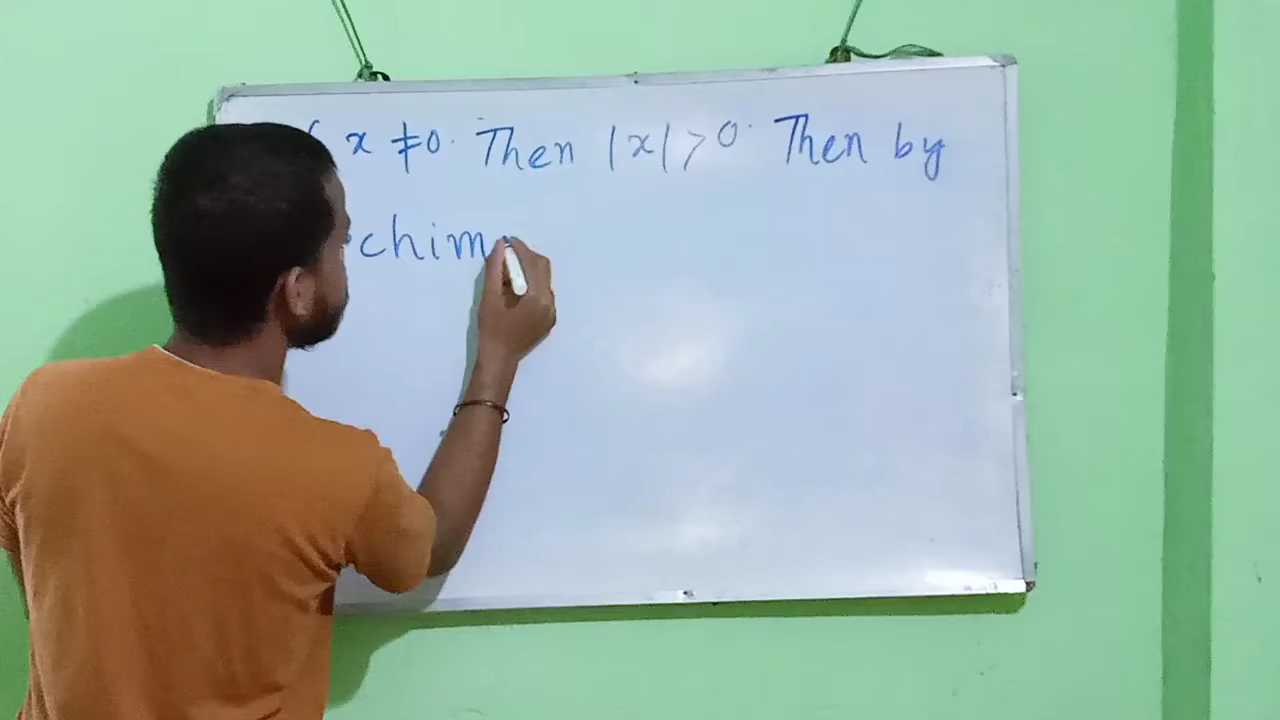 x ≠ 0. Then |x| > 0. Then by
chim